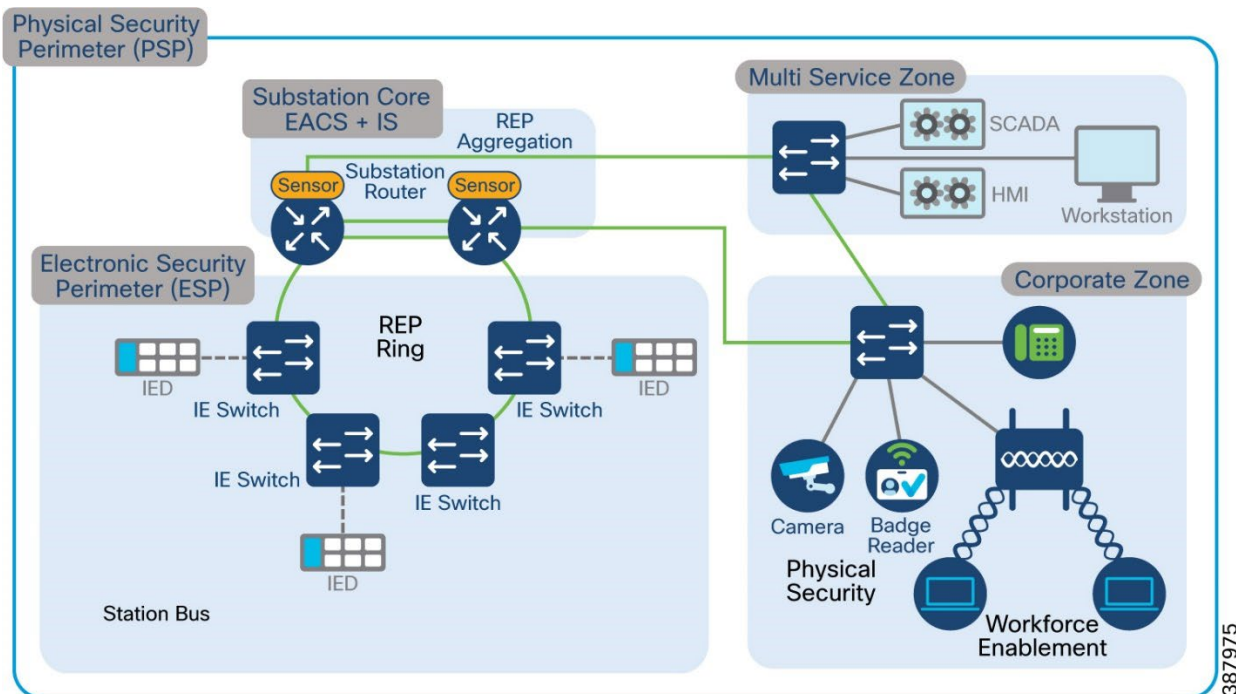 Physical Security
Perimeter (PSP)
Substation Core
EACS + IS
REP
Aggregation
Substation
Router
Sensor
Sensor
Multi Service Zone
SCADA
HMI
Workstation
Electronic Security
Perimeter (ESP)
REP
Ring
IED
IE Switch
IE Switch
IED
IE Switch
IE Switch
IED
Station Bus
Corporate Zone
Camera
Badge
Reader
Physical
Security
Workforce
Enablement
387975